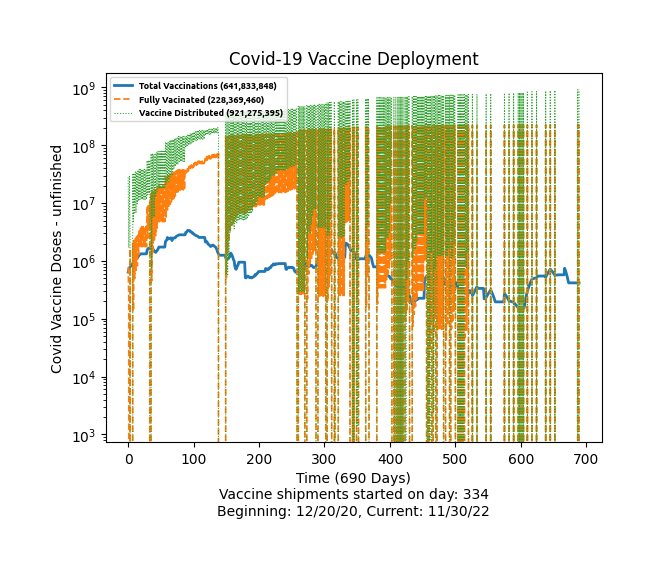 Covid-19 Vaccine Deployment
Total Vaccinations (641,833,848)
Fully Vacinated (228,369,460)
Vaccine Distributed (921,275,395)
Covid Vaccine Doses - unfinished
10⁹
10⁸
10⁷
10⁶
10⁵
10⁴
10³
0 100 200 300 400 500 600 700
Time (690 Days)
Vaccine shipments started on day: 334
Beginning: 12/20/20, Current: 11/30/22